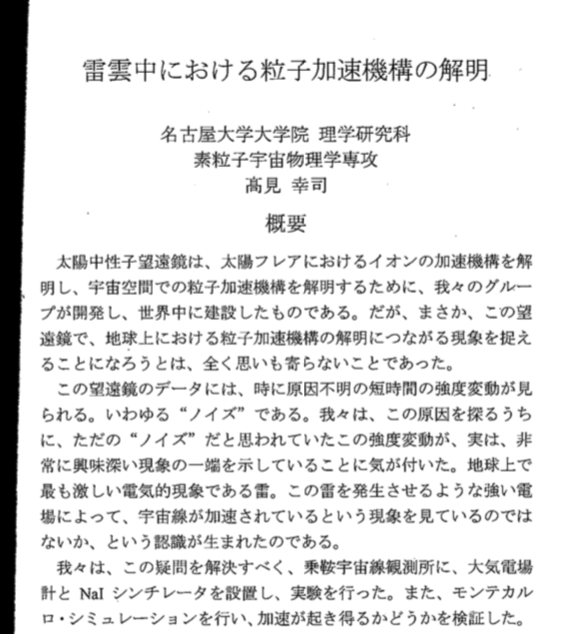 雷雲中における粒子加速機構の解明
名古屋大学大学院 理学研究科
素粒子宇宙物理学専攻
髙見 幸司
概要
太陽中性子望遠鏡は、太陽フレアにおけるイオンの加速機構を解
明し、宇宙空間での粒子加速機構を解明するために、我々のグルー
プが開発し、世界中に建設したものである。だが、まさか、この望
遠鏡で、地球上における粒子加速機構の解明につながる現象を捉え
ることになろうとは、全く思いも寄らないことであった。
この望遠鏡のデータには、時に原因不明の短時間の強度変動が見
られる。いわゆる “ノイズ” である。我々は、この原因を探るうち
に、ただの “ノイズ” だと思われていたこの強度変動が、実は、非
常に興味深い現象の一端を示していることに気が付いた。地球上で
最も激しい電気的現象である雷。この雷を発生させるような強い電
場によって、宇宙線が加速されているという現象を見ているのでは
ないか、という認識が生まれたのである。
我々は、この疑問を解決すべく、乗鞍宇宙線観測所に、大気電場
計と NaI シンチレータを設置し、実験を行った。また、モンテカル
ロ・シミュレーションを行い、加速が起き得るかどうかを検証した。